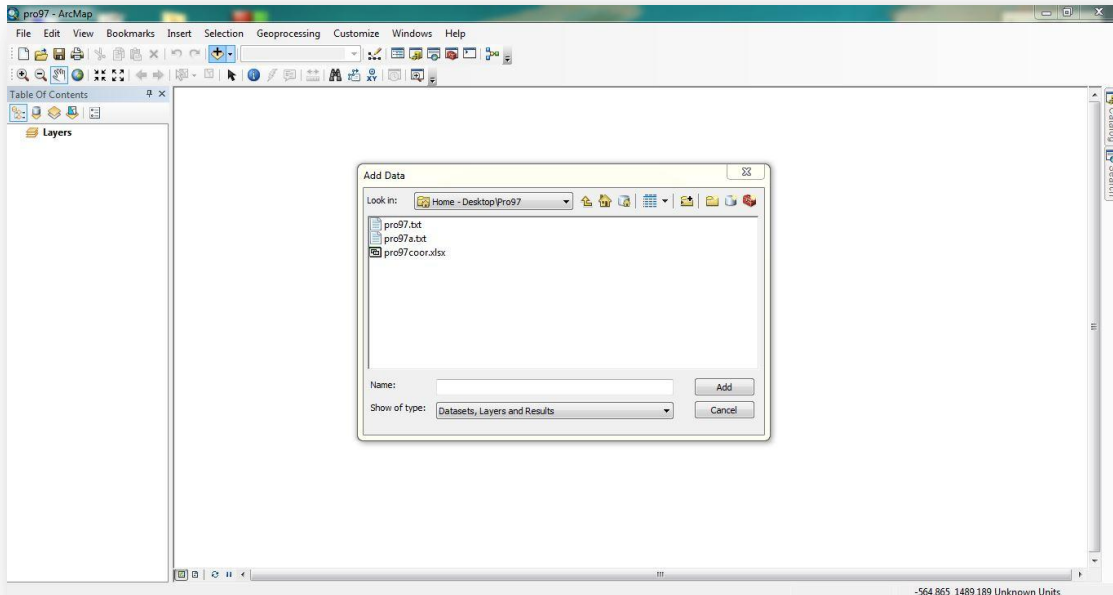 pro97 - ArcMap
File Edit View Bookmarks Insert Selection Geoprocessing Customize Windows Help
Table Of Contents
Layers
Catalog
Search
Add Data
Look in: Home - Desktop\Pro97
pro97.txt
pro97a.txt
pro97coor.xlsx
Name: Add
Show of type: Datasets, Layers and Results Cancel
-564.865 1489.189 Unknown Units